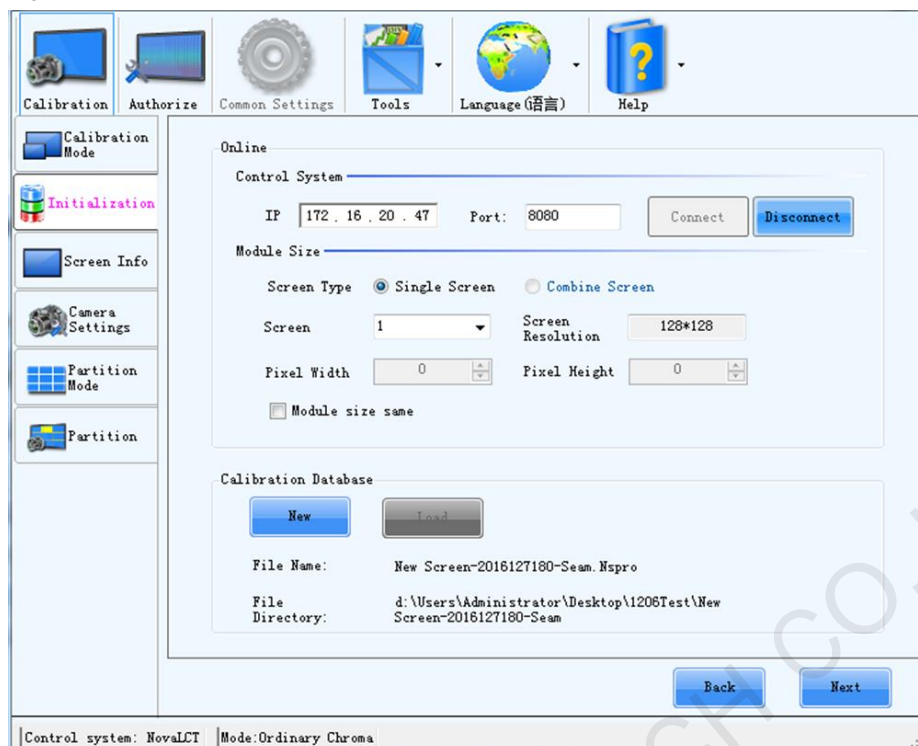 Calibration Authorize Common Settings Tools Language(语言) Help
Calibration
Mode
Initialization
Screen Info
Camera
Settings
Partition
Mode
Partition
Online
Control System
IP 172 . 16 . 20 . 47 Port: 8080 Connect Disconnect
Module Size
Screen Type Single Screen Combine Screen
Screen 1 Screen
Resolution 128*128
Pixel Width 0 Pixel Height 0
Module size same
Calibration Database
New Load
File Name: New Screen-2016127180-Seam.Nspro
File
Directory: d:\Users\Administrator\Desktop\1206Test\New
Screen-2016127180-Seam
Back Next
Control system: NovaLCT Mode:Ordinary Chroma